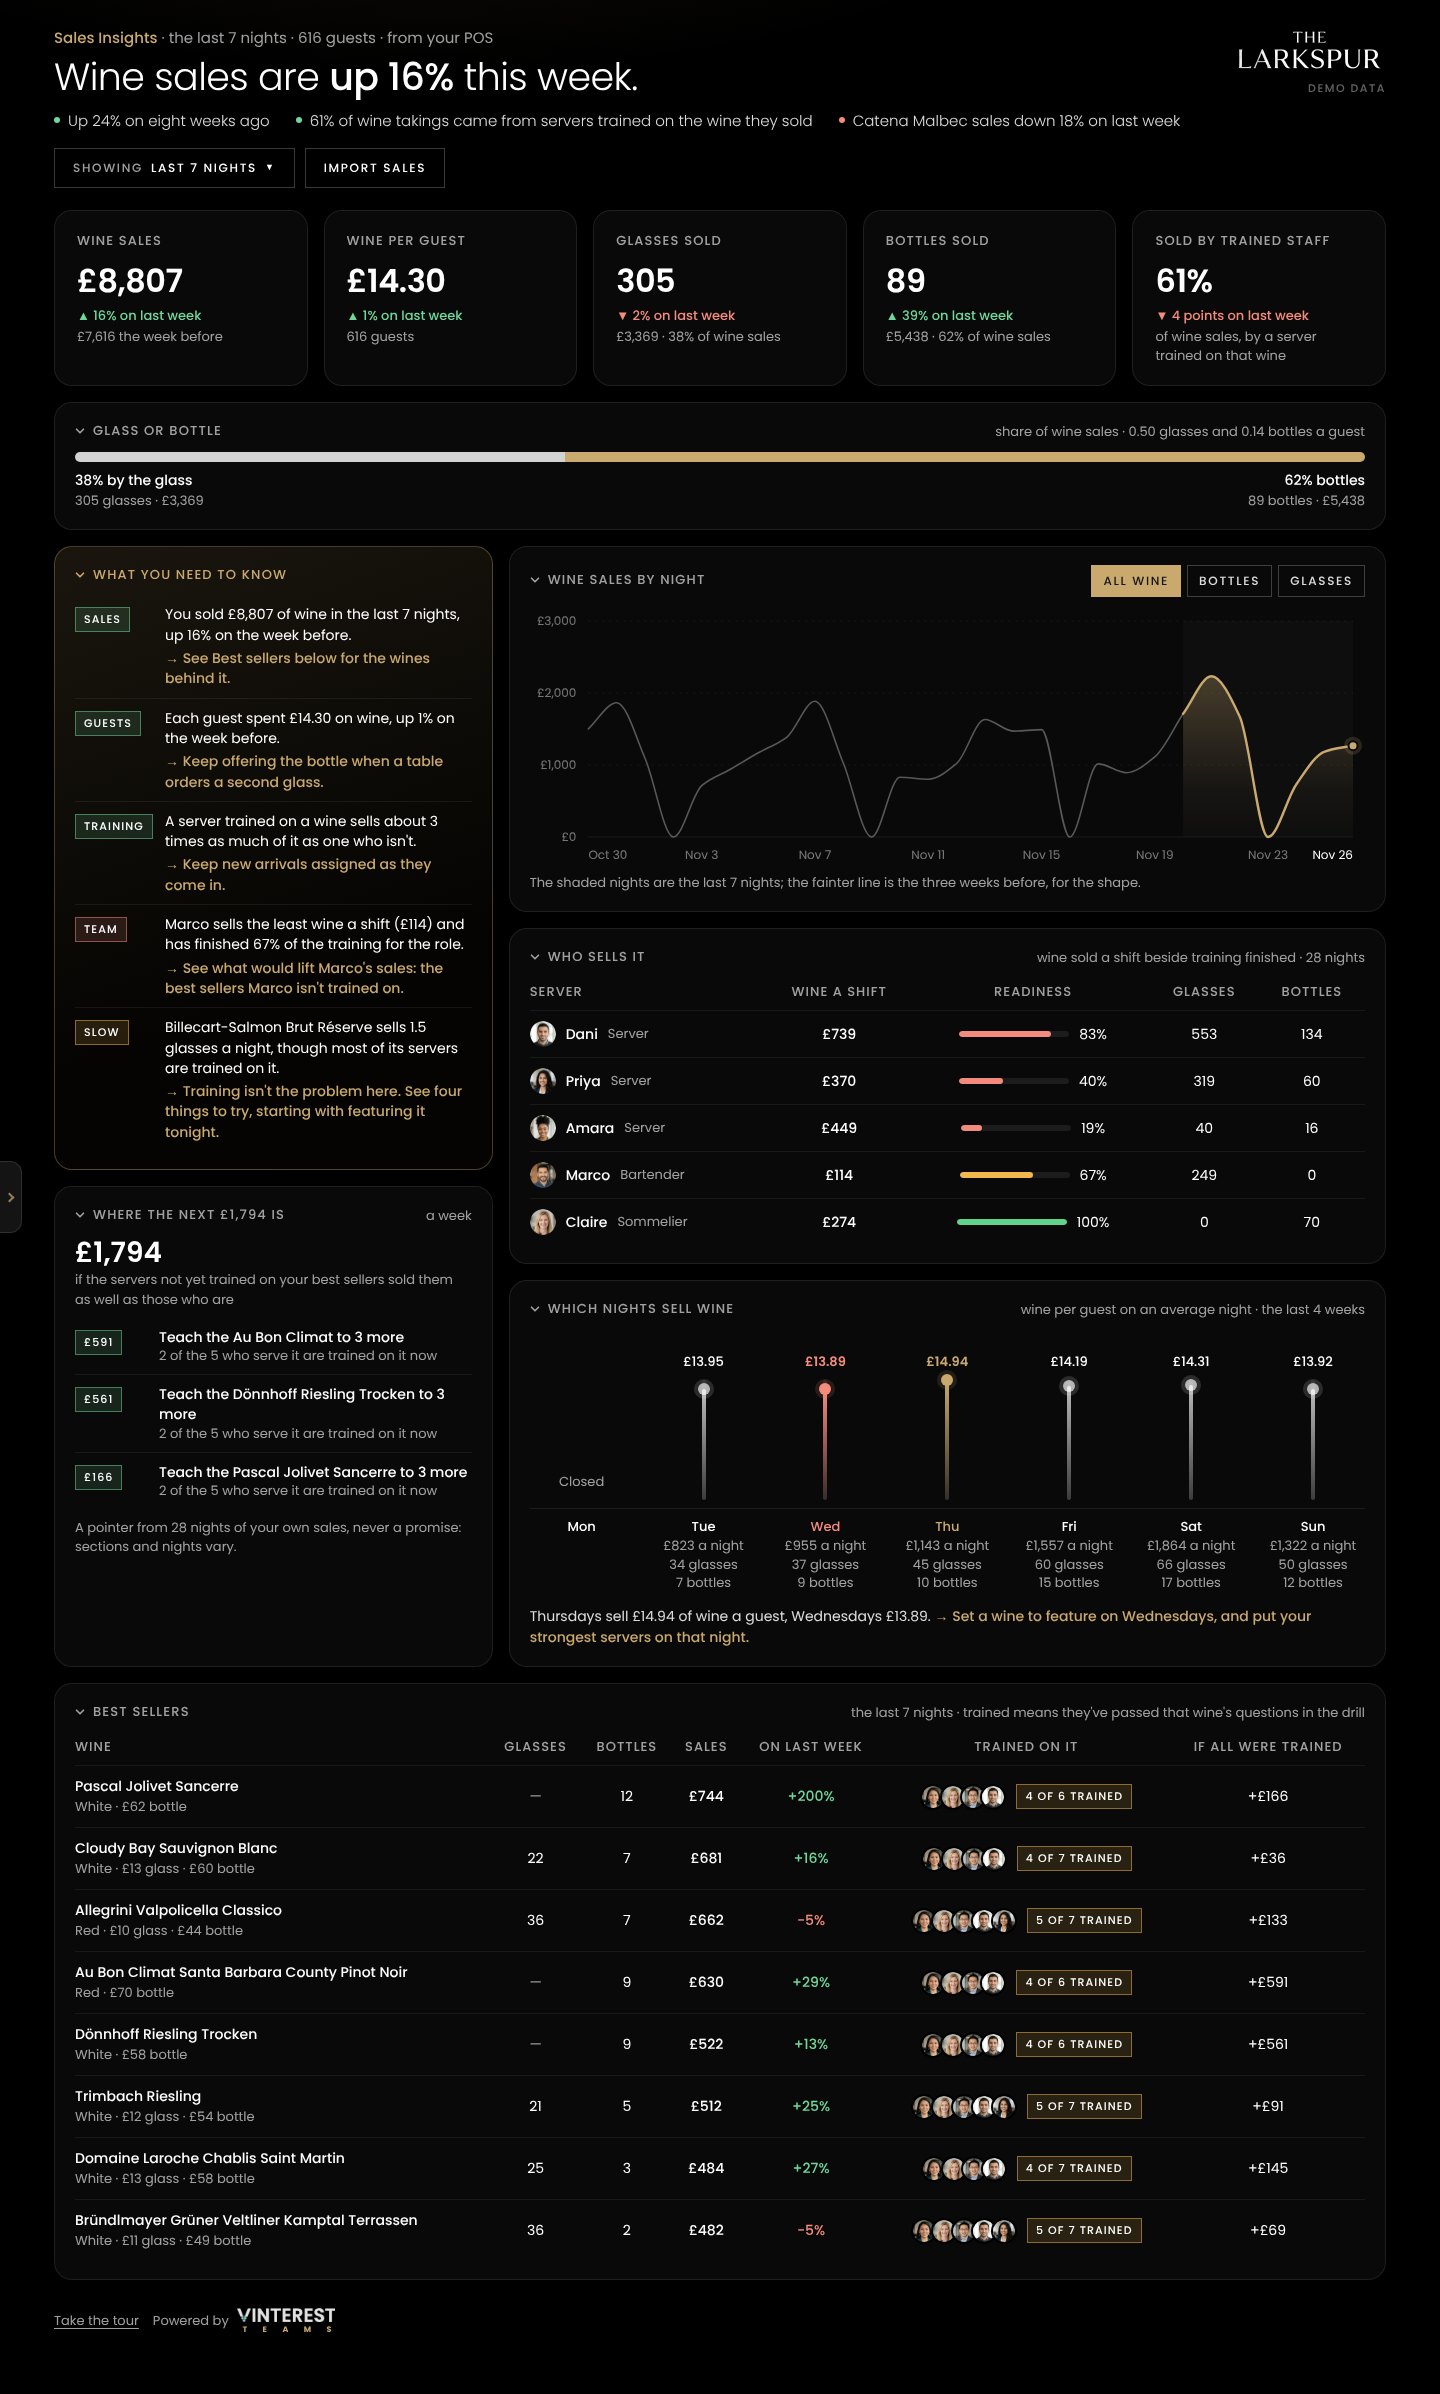 Sales Insights · the last 7 nights · 616 guests · from your POS
Wine sales are up 16% this week.
THE
LARKSPUR
DEMO DATA
Up 24% on eight weeks ago
61% of wine takings came from servers trained on the wine they sold
Catena Malbec sales down 18% on last week
SHOWING LAST 7 NIGHTS ▼
IMPORT SALES
WINE SALES
£8,807
▲ 16% on last week
£7,616 the week before
WINE PER GUEST
£14.30
▲ 1% on last week
616 guests
GLASSES SOLD
305
▼ 2% on last week
£3,369 · 38% of wine sales
BOTTLES SOLD
89
▲ 39% on last week
£5,438 · 62% of wine sales
SOLD BY TRAINED STAFF
61%
▼ 4 points on last week
of wine sales, by a server
trained on that wine
GLASS OR BOTTLE
share of wine sales · 0.50 glasses and 0.14 bottles a guest
38% by the glass
305 glasses · £3,369
62% bottles
89 bottles · £5,438
WHAT YOU NEED TO KNOW
SALES
You sold £8,807 of wine in the last 7 nights,
up 16% on the week before.
→ See Best sellers below for the wines
behind it.
GUESTS
Each guest spent £14.30 on wine, up 1% on
the week before.
→ Keep offering the bottle when a table
orders a second glass.
TRAINING
A server trained on a wine sells about 3
times as much of it as one who isn't.
→ Keep new arrivals assigned as they
come in.
TEAM
Marco sells the least wine a shift (£114) and
has finished 67% of the training for the role.
→ See what would lift Marco's sales: the
best sellers Marco isn't trained on.
SLOW
Billecart-Salmon Brut Réserve sells 1.5
glasses a night, though most of its servers
are trained on it.
→ Training isn't the problem here. See four
things to try, starting with featuring it
tonight.
WINE SALES BY NIGHT
ALL WINE
BOTTLES
GLASSES
£3,000
£2,000
£1,000
£0
Oct 30 Nov 3 Nov 7 Nov 11 Nov 15 Nov 19 Nov 23 Nov 26
The shaded nights are the last 7 nights; the fainter line is the three weeks before, for the shape.
WHO SELLS IT
wine sold a shift beside training finished · 28 nights
SERVER WINE A SHIFT READINESS GLASSES BOTTLES
Dani Server £739 83% 553 134
Priya Server £370 40% 319 60
Amara Server £449 19% 40 16
Marco Bartender £114 67% 249 0
Claire Sommelier £274 100% 0 70
WHERE THE NEXT £1,794 IS
a week
£1,794
if the servers not yet trained on your best sellers sold them
as well as those who are
£591
Teach the Au Bon Climat to 3 more
2 of the 5 who serve it are trained on it now
£561
Teach the Dönnhoff Riesling Trocken to 3
more
2 of the 5 who serve it are trained on it now
£166
Teach the Pascal Jolivet Sancerre to 3 more
2 of the 5 who serve it are trained on it now
A pointer from 28 nights of your own sales, never a promise:
sections and nights vary.
WHICH NIGHTS SELL WINE
wine per guest on an average night · the last 4 weeks
£13.95 £13.89 £14.94 £14.19 £14.31 £13.92
Closed
Mon Tue Wed Thu Fri Sat Sun
£823 a night £955 a night £1,143 a night £1,557 a night £1,864 a night £1,322 a night
34 glasses 37 glasses 45 glasses 60 glasses 66 glasses 50 glasses
7 bottles 9 bottles 10 bottles 15 bottles 17 bottles 12 bottles
Thursdays sell £14.94 of wine a guest, Wednesdays £13.89. → Set a wine to feature on Wednesdays, and put your
strongest servers on that night.
BEST SELLERS
the last 7 nights · trained means they've passed that wine's questions in the drill
WINE GLASSES BOTTLES SALES ON LAST WEEK TRAINED ON IT IF ALL WERE TRAINED
Pascal Jolivet Sancerre
White · £62 bottle
— 12 £744 +200% 4 OF 6 TRAINED +£166
Cloudy Bay Sauvignon Blanc
White · £13 glass · £60 bottle
22 7 £681 +16% 4 OF 7 TRAINED +£36
Allegrini Valpolicella Classico
Red · £10 glass · £44 bottle
36 7 £662 -5% 5 OF 7 TRAINED +£133
Au Bon Climat Santa Barbara County Pinot Noir
Red · £70 bottle
— 9 £630 +29% 4 OF 6 TRAINED +£591
Dönnhoff Riesling Trocken
White · £58 bottle
— 9 £522 +13% 4 OF 6 TRAINED +£561
Trimbach Riesling
White · £12 glass · £54 bottle
21 5 £512 +25% 5 OF 7 TRAINED +£91
Domaine Laroche Chablis Saint Martin
White · £13 glass · £58 bottle
25 3 £484 +27% 4 OF 7 TRAINED +£145
Bründlmayer Grüner Veltliner Kamptal Terrassen
White · £11 glass · £49 bottle
36 2 £482 -5% 5 OF 7 TRAINED +£69
Take the tour
Powered by VINTEREST
TEAMS